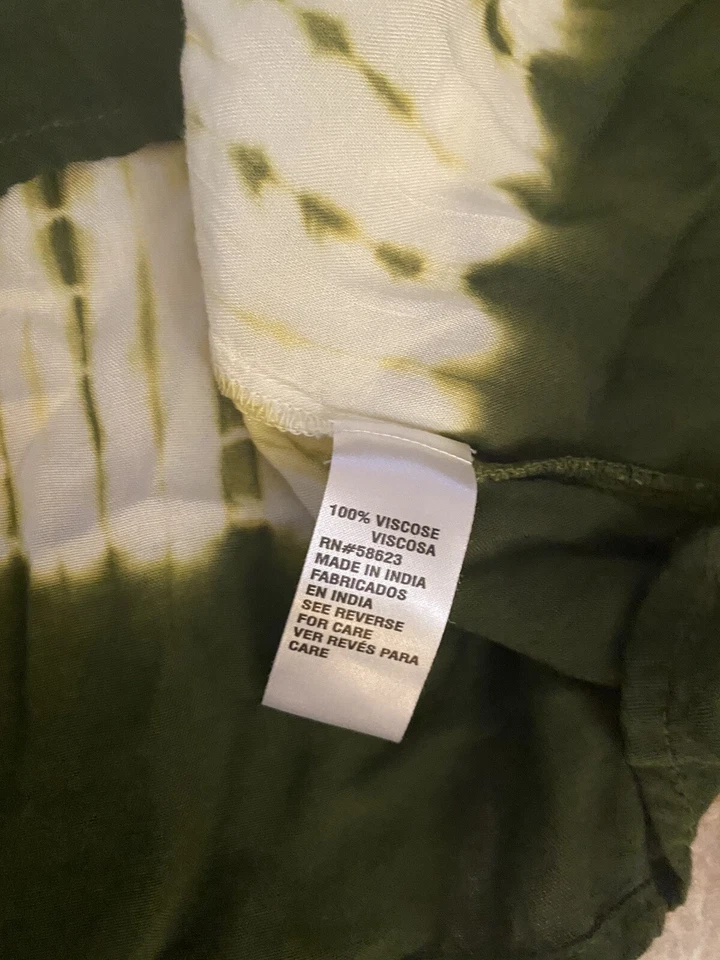 100% VISCOSE
VISCOSA
RN#58623
MADE IN INDIA
FABRICADOS
EN INDIA
SEE REVERSE
FOR CARE
VER REVÉS PARA
CARE